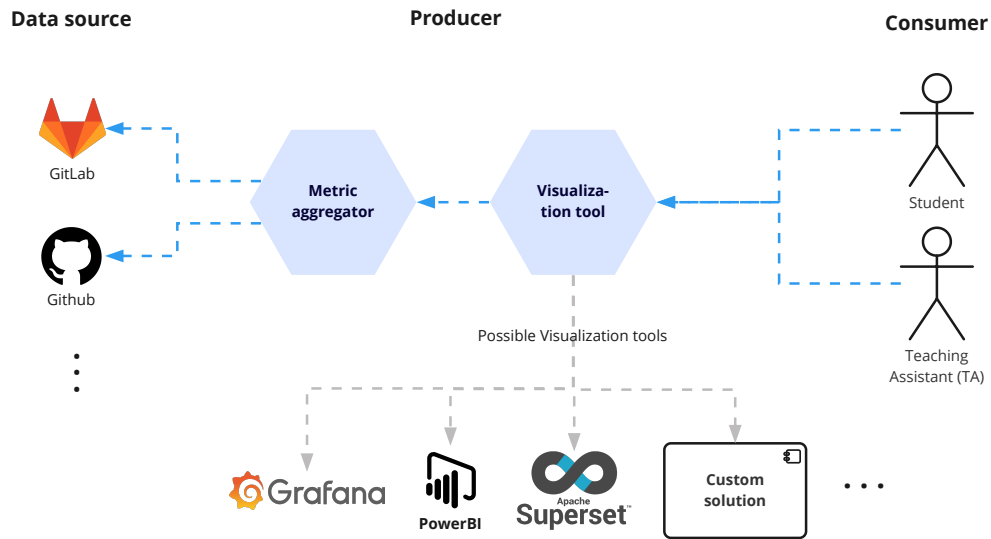 Data source
Producer
Consumer
GitLab
Github
Metric
aggregator
Visualiza-
tion tool
Student
Teaching
Assistant (TA)
Possible Visualization tools
Grafana
PowerBI
Apache
Superset™
Custom
solution